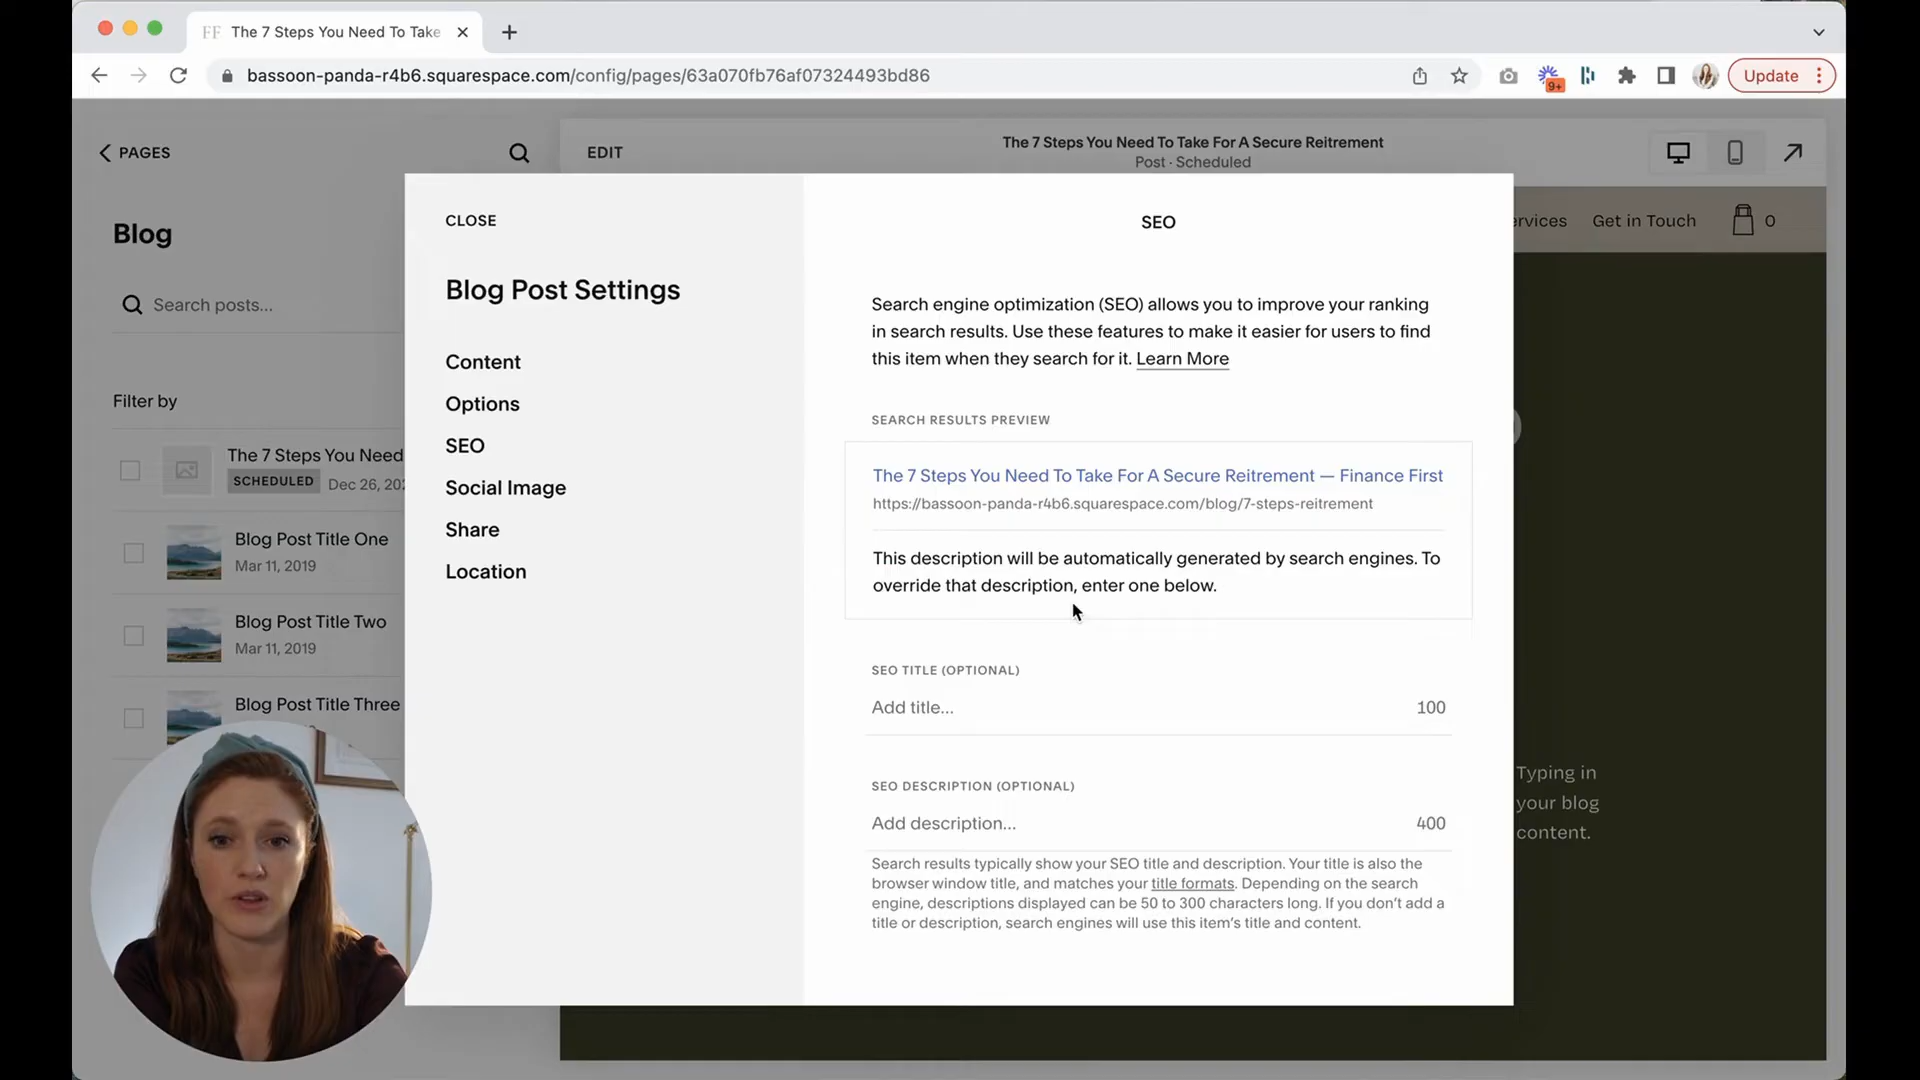 FF The 7 Steps You Need To Take
bassoon-panda-r4b6.squarespace.com/config/pages/63a070fb76af07324493bd86
9+
Update
PAGES
EDIT
The 7 Steps You Need To Take For A Secure Reitrement
Post · Scheduled
Blog
Search posts...
Filter by
The 7 Steps You Need
SCHEDULED Dec 26, 202
Blog Post Title One
Mar 11, 2019
Blog Post Title Two
Mar 11, 2019
Blog Post Title Three
CLOSE
Blog Post Settings
Content
Options
SEO
Social Image
Share
Location
SEO
Search engine optimization (SEO) allows you to improve your ranking
in search results. Use these features to make it easier for users to find
this item when they search for it. Learn More
SEARCH RESULTS PREVIEW
The 7 Steps You Need To Take For A Secure Reitrement — Finance First
https://bassoon-panda-r4b6.squarespace.com/blog/7-steps-reitrement
This description will be automatically generated by search engines. To
override that description, enter one below.
SEO TITLE (OPTIONAL)
Add title... 100
SEO DESCRIPTION (OPTIONAL)
Add description... 400
Search results typically show your SEO title and description. Your title is also the
browser window title, and matches your title formats. Depending on the search
engine, descriptions displayed can be 50 to 300 characters long. If you don't add a
title or description, search engines will use this item's title and content.
ervices Get in Touch 0
Typing in
your blog
content.